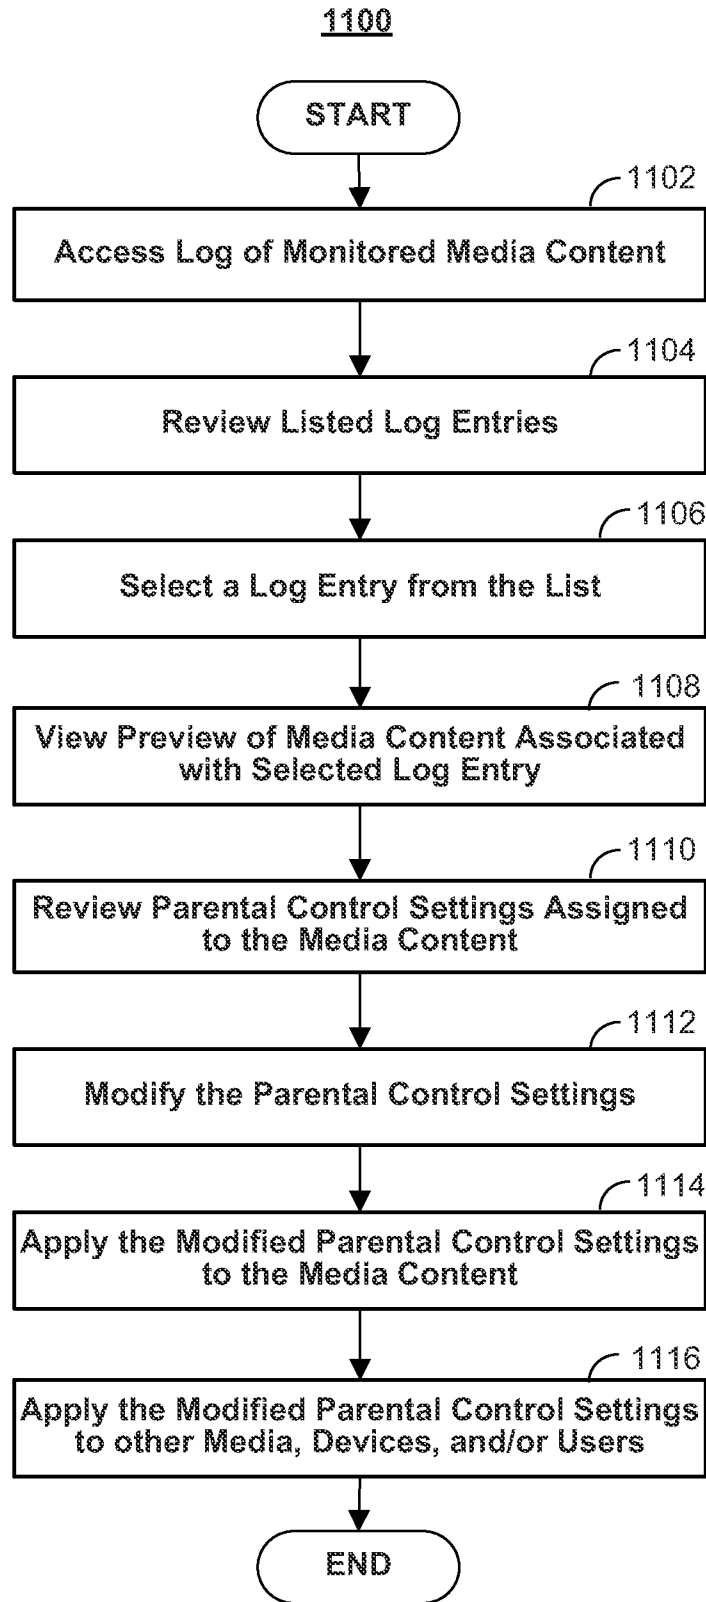 1100
START
1102
Access Log of Monitored Media Content
1104
Review Listed Log Entries
1106
Select a Log Entry from the List
1108
View Preview of Media Content Associated
with Selected Log Entry
1110
Review Parental Control Settings Assigned
to the Media Content
1112
Modify the Parental Control Settings
1114
Apply the Modified Parental Control Settings
to the Media Content
1116
Apply the Modified Parental Control Settings
to other Media, Devices, and/or Users
END